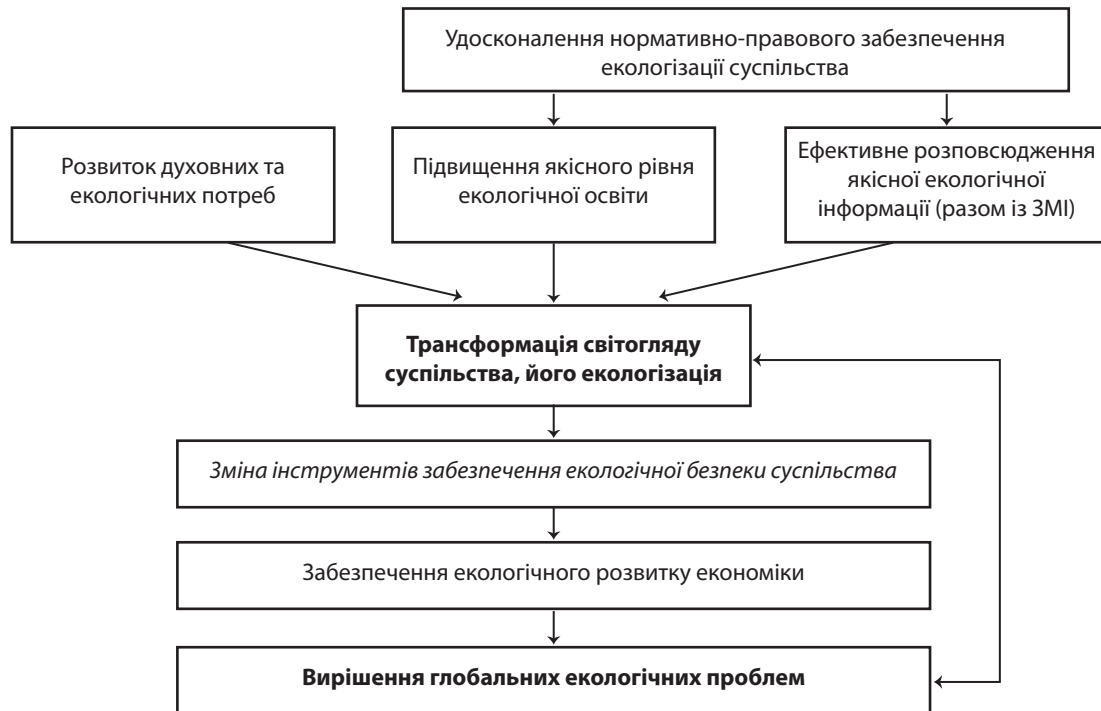 Удосконалення нормативно-правового забезпечення
екологізації суспільства
Розвиток духовних та
екологічних потреб
Підвищення якісного рівня
екологічної освіти
Ефективне розповсюдження
якісної екологічної
інформації (разом із ЗМІ)
Трансформація світогляду
суспільства, його екологізація
Зміна інструментів забезпечення екологічної безпеки суспільства
Забезпечення екологічного розвитку економіки
Вирішення глобальних екологічних проблем